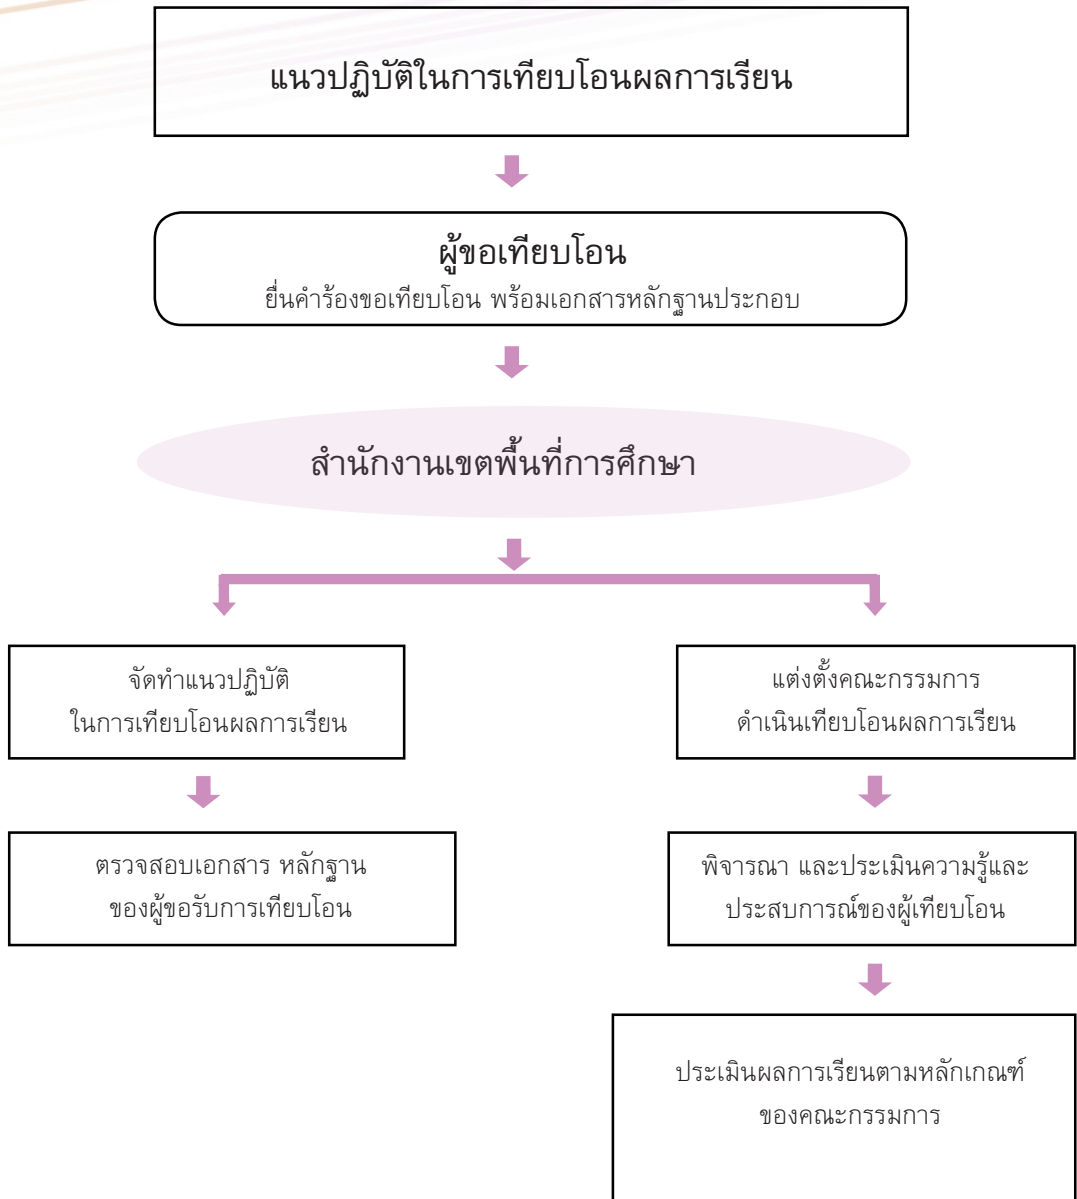 แนวปฏิบัติในการเทียบโอนผลการเรียน
ผู้ขอเทียบโอน
ยื่นคำร้องขอเทียบโอน พร้อมเอกสารหลักฐานประกอบ
สำนักงานเขตพื้นที่การศึกษา
จัดทำแนวปฏิบัติ
ในการเทียบโอนผลการเรียน
ตรวจสอบเอกสาร หลักฐาน
ของผู้ขอรับการเทียบโอน
แต่งตั้งคณะกรรมการ
ดำเนินเทียบโอนผลการเรียน
พิจารณา และประเมินความรู้และ
ประสบการณ์ของผู้เทียบโอน
ประเมินผลการเรียนตามหลักเกณฑ์
ของคณะกรรมการ